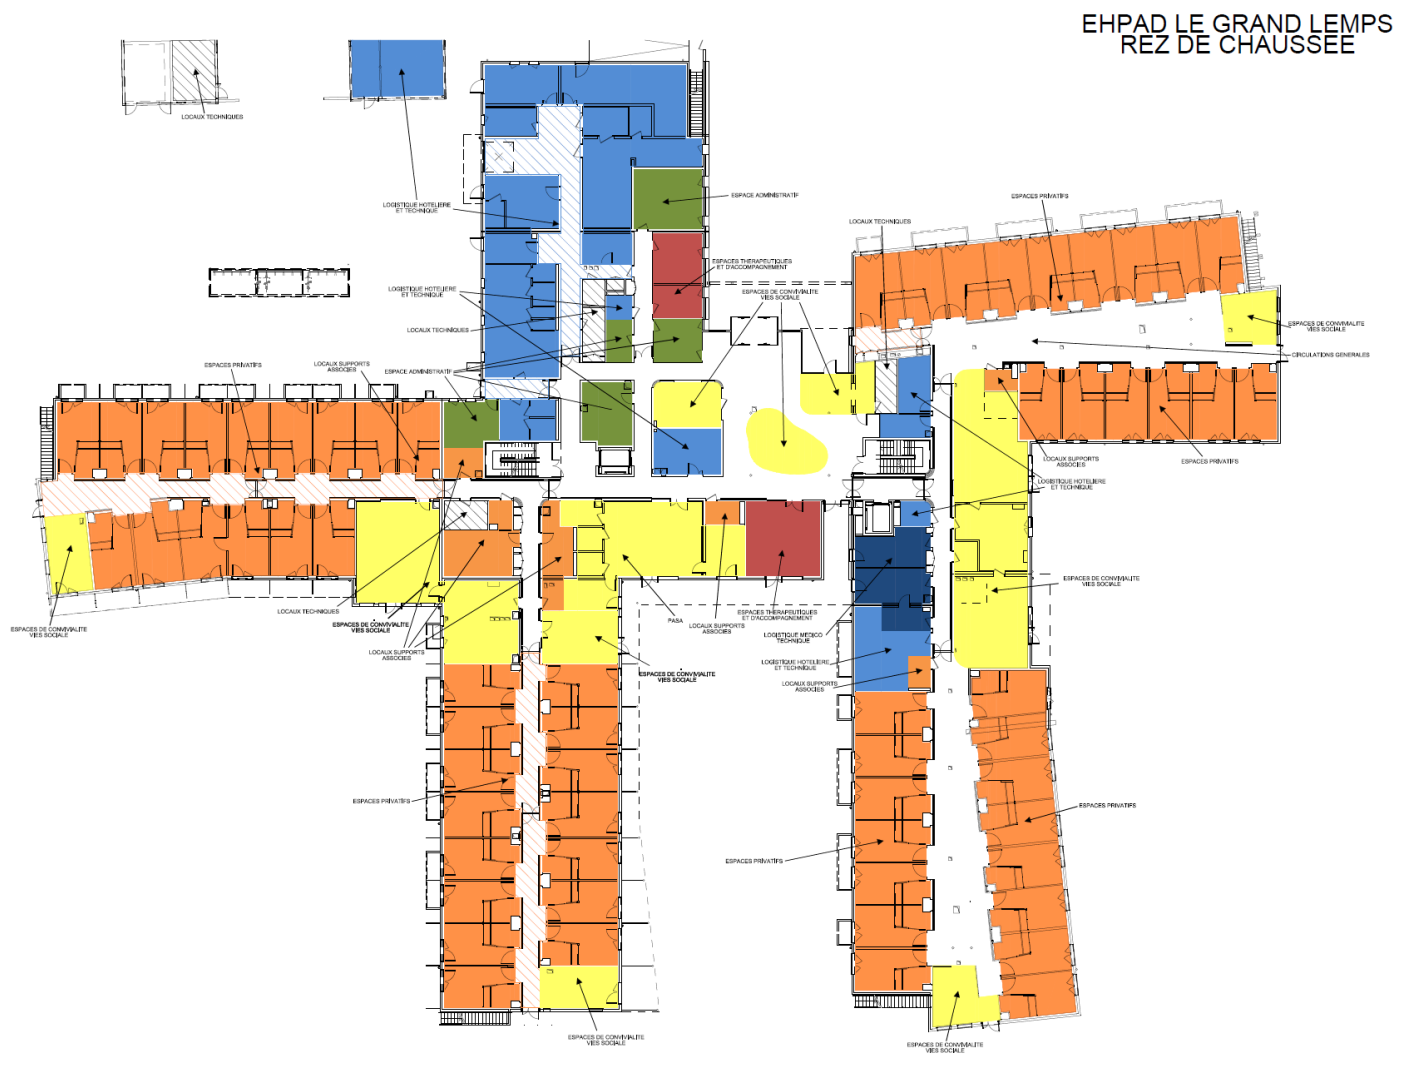 EHPAD LE GRAND LEMPS
REZ DE CHAUSSEE
LOCAUX TECHNIQUES
ESPACE ADMINISTRATIF
ESPACES PRIVATIFS
LOGISTIQUE HOTELIERE
ET TECHNIQUE
LOCAUX TECHNIQUES
ESPACES THERAPEUTIQUES
ET D'ACCOMPAGNEMENT
LOGISTIQUE HOTELIERE
ET TECHNIQUE
ESPACES DE CONVIVIALITE
VIES SOCIALE
ESPACES DE CONVIVIALITE
VIES SOCIALE
LOCAUX TECHNIQUES
CIRCULATIONS GENERALES
ESPACES PRIVATIFS
LOCAUX SUPPORTS
ASSOCIES
ESPACE ADMINISTRATIF
LOCAUX SUPPORTS
ASSOCIES
ESPACES PRIVATIFS
LOGISTIQUE HOTELIERE
ET TECHNIQUE
ESPACES DE CONVIVIALITE
VIES SOCIALE
LOCAUX TECHNIQUES
ESPACES THERAPEUTIQUES
ET D'ACCOMPAGNEMENT
PASA
LOCAUX SUPPORTS
ASSOCIES
ESPACES DE CONVIVIALITE
VIES SOCIALE
ESPACES DE CONVIVIALITE
VIES SOCIALE
LOGISTIQUE MEDICO
TECHNIQUE
LOCAUX SUPPORTS
ASSOCIES
LOGISTIQUE HOTELIERE
ET TECHNIQUE
ESPACES DE CONVIVIALITE
VIES SOCIALE
LOCAUX SUPPORTS
ASSOCIES
ESPACES PRIVATIFS
ESPACES PRIVATIFS
ESPACES PRIVATIFS
ESPACES DE CONVIVIALITE
VIES SOCIALE
ESPACES DE CONVIVIALITE
VIES SOCIALE